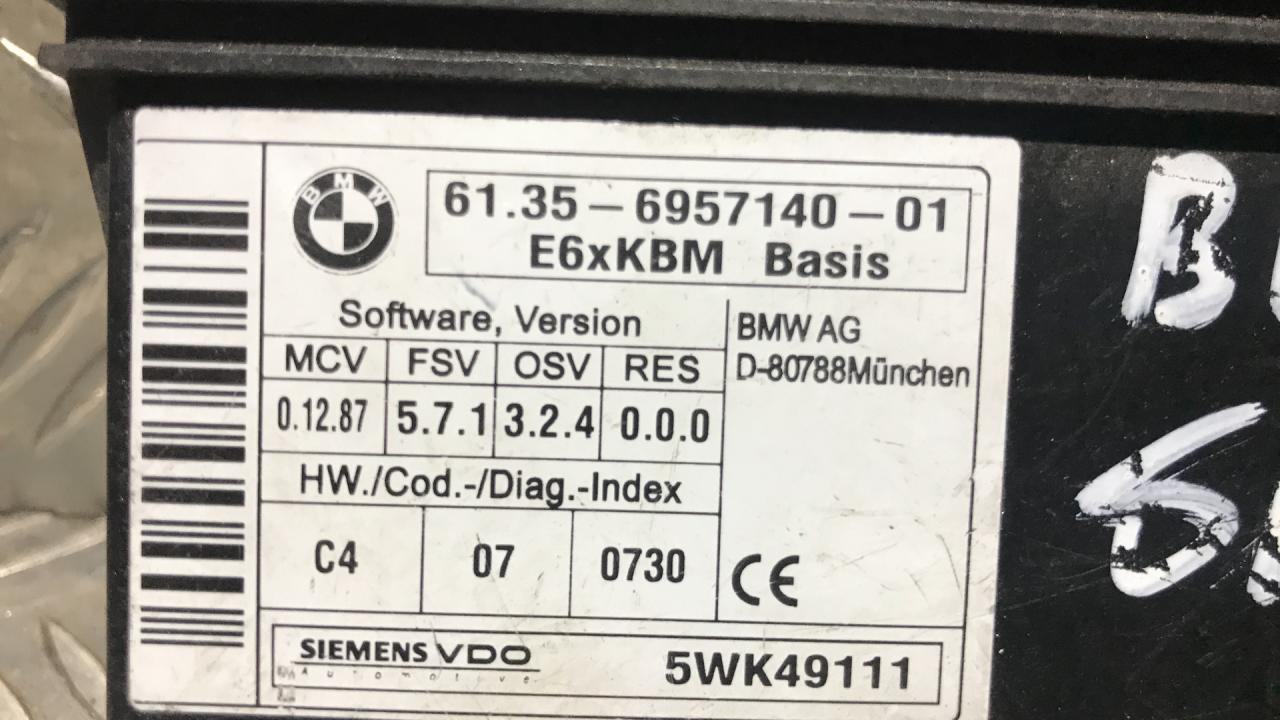 BMW
61.35 – 6957140 – 01
E6xKBM Basis
Software, Version
BMW AG
D-80788München
MCV FSV OSV RES
0.12.87 5.7.1 3.2.4 0.0.0
HW./Cod.-/Diag.-Index
C4 07 0730
CE
SIEMENS VDO
Automotive
5WK49111
B